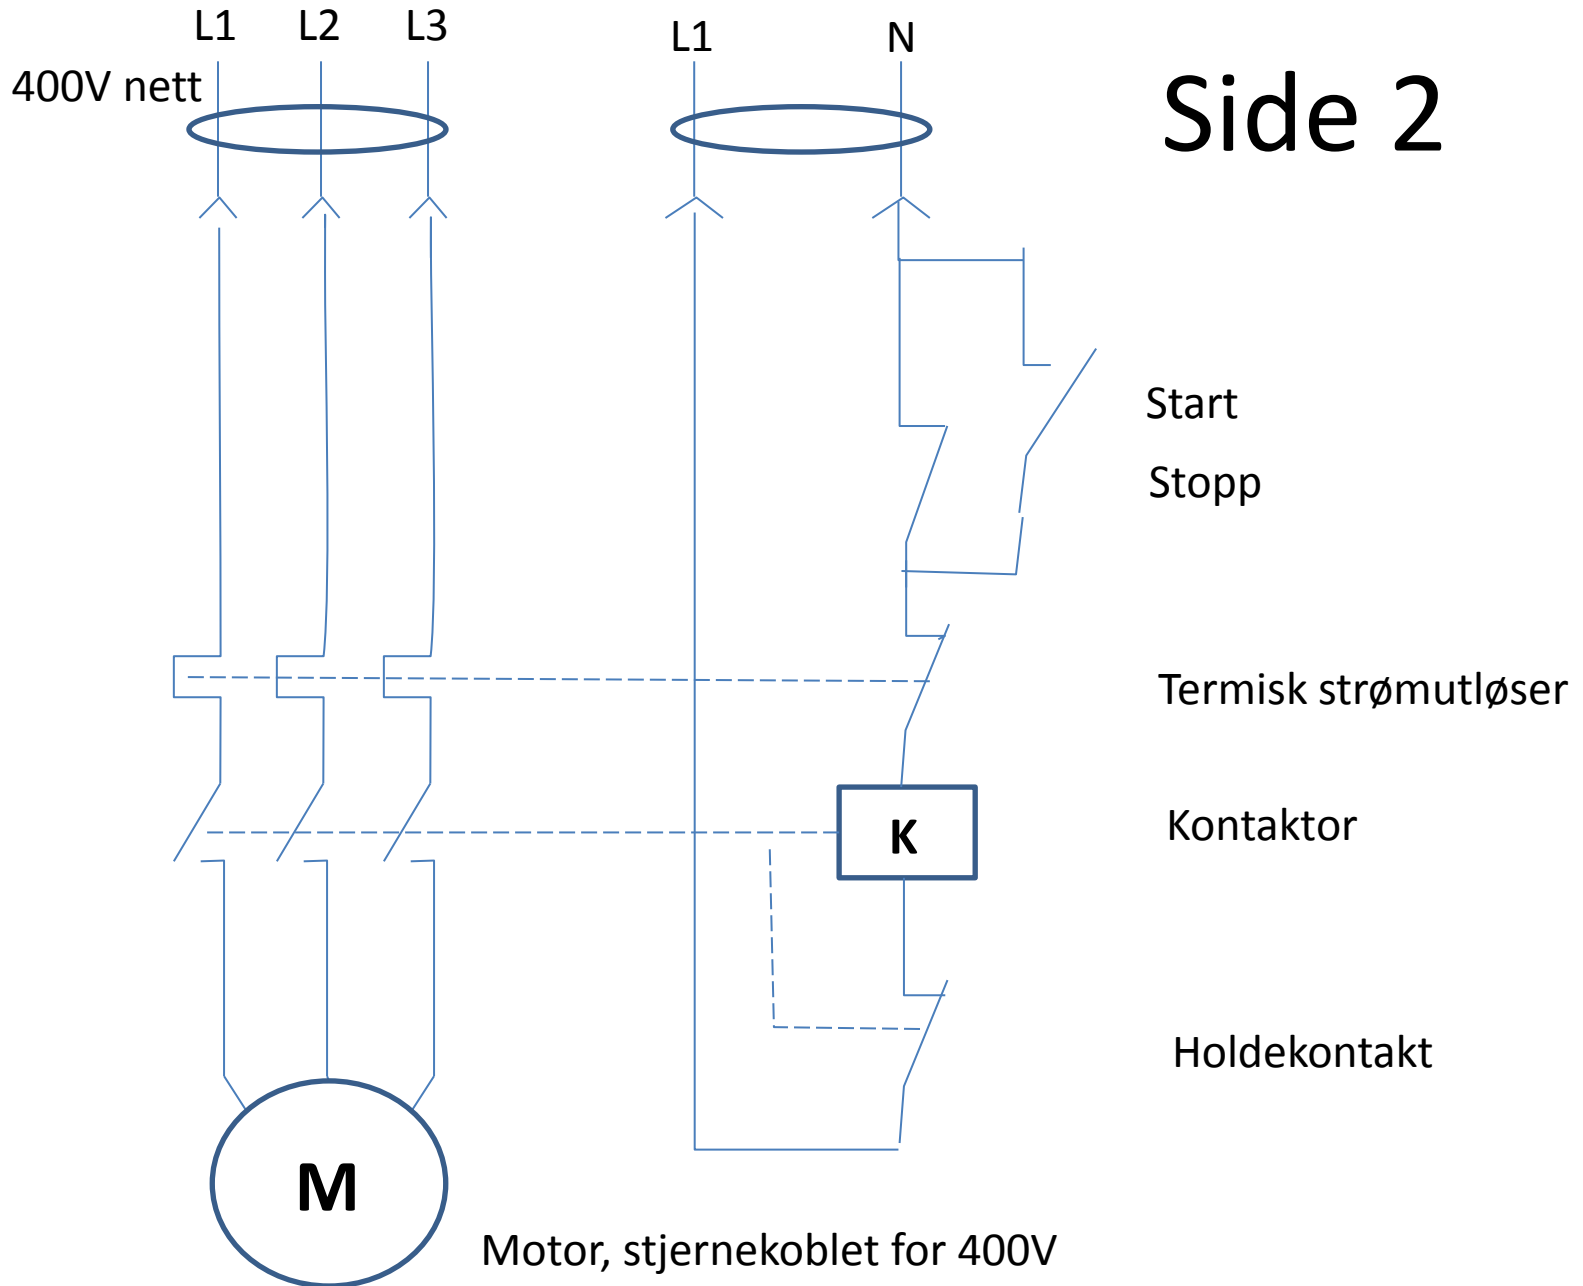 L1 L2 L3 L1 N
400V nett
Side 2
Start
Stopp
Termisk strømutløser
K
Kontaktor
Holdekontakt
M
Motor, stjernekoblet for 400V